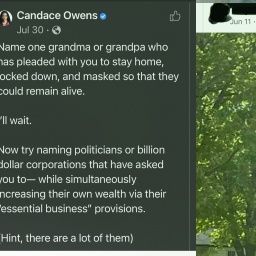 Candace Owens
Jul 30 ·
Name one grandma or grandpa who
has pleaded with you to stay home,
locked down, and masked so that they
could remain alive.
I'll wait.
Now try naming politicians or billion
dollar corporations that have asked
you to— while simultaneously
increasing their own wealth via their
"essential business" provisions.
(Hint, there are a lot of them)
Jun 11 ·